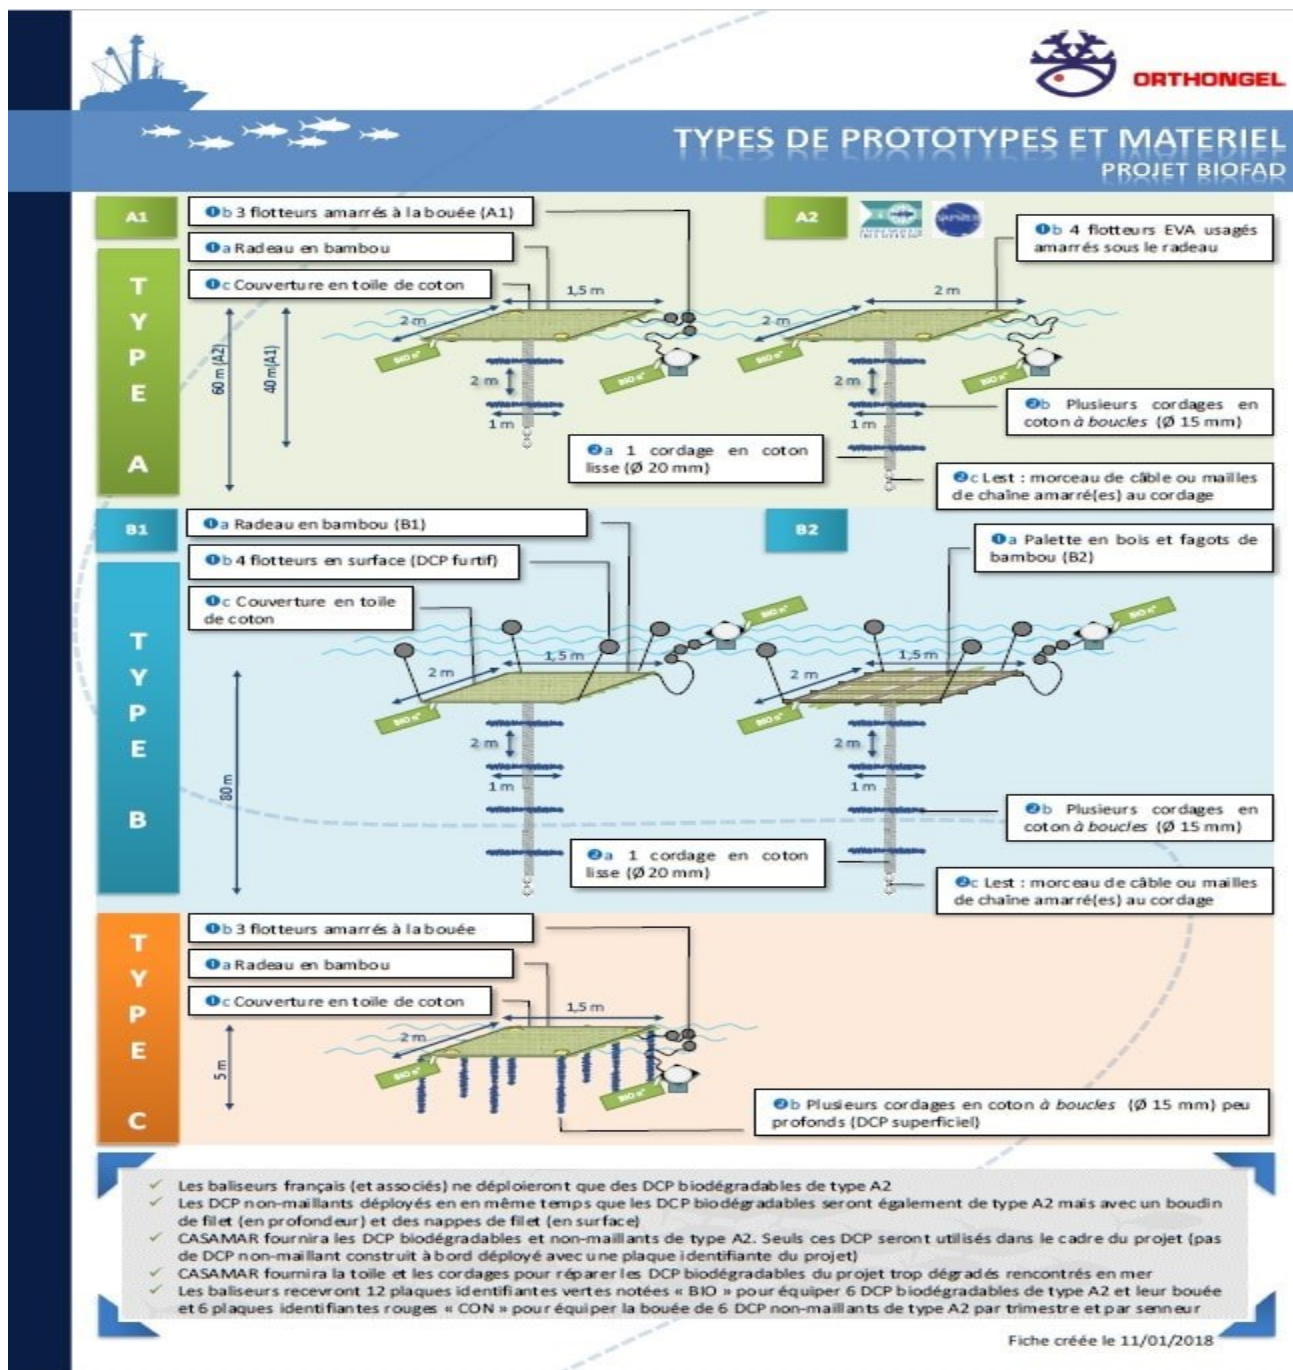 ORTHONGEL
TYPES DE PROTOTYPES ET MATERIEL
PROJET BIOFAD
A1
❶b 3 flotteurs amarrés à la bouée (A1)
❶a Radeau en bambou
❶c Couverture en toile de coton
A2
❶b 4 flotteurs EVA usagés
amarrés sous le radeau
TYPE A
60 m (A2)
40 m(A1)
1,5 m
2 m
BIO n°
BIO n°
2 m
1 m
2 m
2 m
BIO n°
BIO n°
2 m
1 m
❷b Plusieurs cordages en
coton à boucles (Ø 15 mm)
❷a 1 cordage en coton
lisse (Ø 20 mm)
❷c Lest : morceau de câble ou mailles
de chaîne amarré(es) au cordage
B1
❶a Radeau en bambou (B1)
❶b 4 flotteurs en surface (DCP furtif)
❶c Couverture en toile
de coton
B2
❶a Palette en bois et fagots de
bambou (B2)
TYPE B
80 m
1,5 m
2 m
BIO n°
BIO n°
2 m
1 m
1,5 m
2 m
BIO n°
BIO n°
2 m
1 m
❷b Plusieurs cordages en
coton à boucles (Ø 15 mm)
❷a 1 cordage en coton
lisse (Ø 20 mm)
❷c Lest : morceau de câble ou mailles
de chaîne amarré(es) au cordage
TYPE C
❶b 3 flotteurs amarrés à la bouée
❶a Radeau en bambou
❶c Couverture en toile de coton
5 m
1,5 m
2 m
BIO n°
BIO n°
❷b Plusieurs cordages en coton à boucles (Ø 15 mm) peu
profonds (DCP superficiel)
✓ Les baliseurs français (et associés) ne déploieront que des DCP biodégradables de type A2
✓ Les DCP non-maillants déployés en en même temps que les DCP biodégradables seront également de type A2 mais avec un boudin
de filet (en profondeur) et des nappes de filet (en surface)
✓ CASAMAR fournira les DCP biodégradables et non-maillants de type A2. Seuls ces DCP seront utilisés dans le cadre du projet (pas
de DCP non-maillant construit à bord déployé avec une plaque identifiante du projet)
✓ CASAMAR fournira la toile et les cordages pour réparer les DCP biodégradables du projet trop dégradés rencontrés en mer
✓ Les baliseurs recevront 12 plaques identifiantes vertes notées « BIO » pour équiper 6 DCP biodégradables de type A2 et leur bouée
et 6 plaques identifiantes rouges « CON » pour équiper la bouée de 6 DCP non-maillants de type A2 par trimestre et par senneur
Fiche créée le 11/01/2018